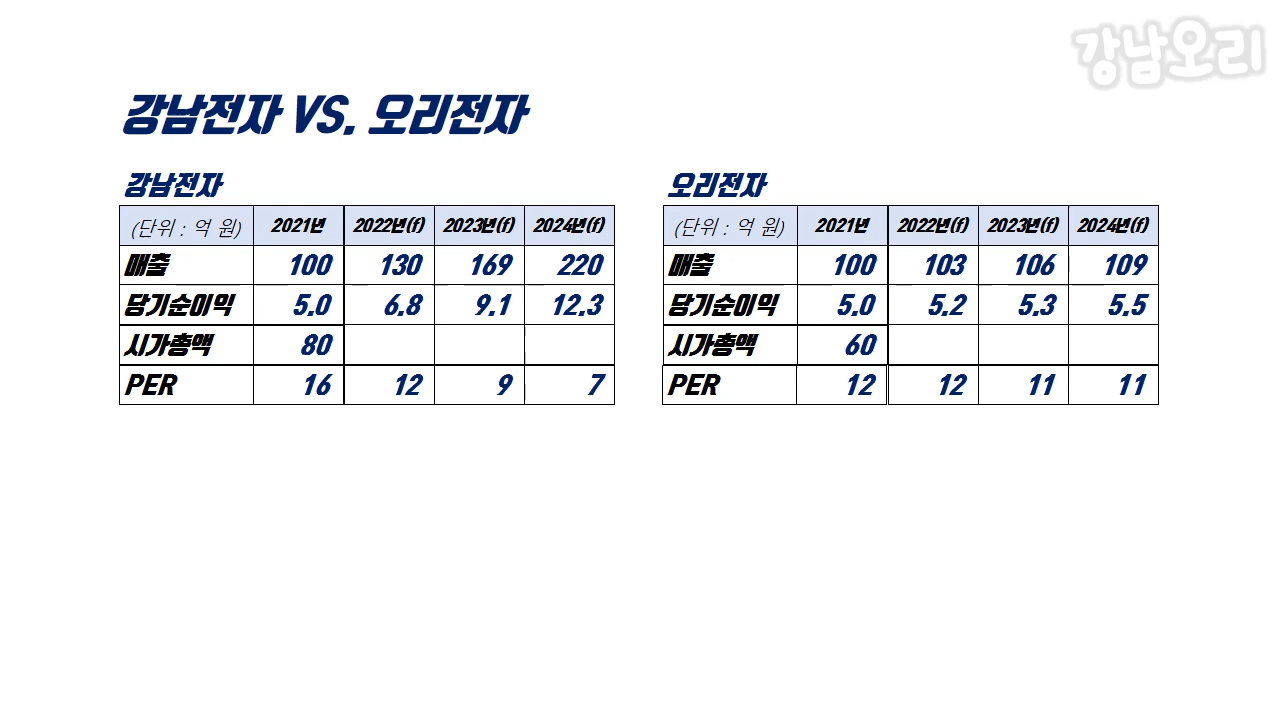 강남오리
강남전자 VS. 오리전자
강남전자
(단위 : 억 원) 2021년 2022년(f) 2023년(f) 2024년(f)
매출 100 130 169 220
당기순이익 5.0 6.8 9.1 12.3
시가총액 80
PER 16 12 9 7
오리전자
(단위 : 억 원) 2021년 2022년(f) 2023년(f) 2024년(f)
매출 100 103 106 109
당기순이익 5.0 5.2 5.3 5.5
시가총액 60
PER 12 12 11 11